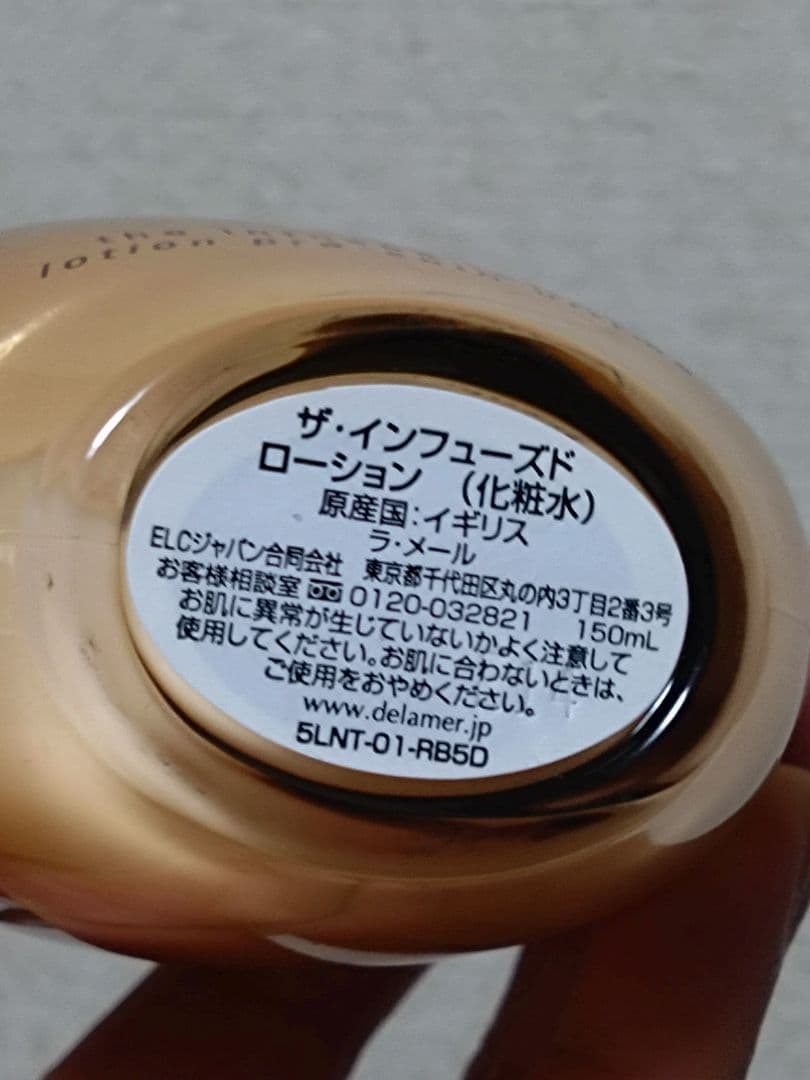 the
lotion
ザ・インフューズド
ローション （化粧水）
原産国：イギリス
ラ・メール
ELCジャパン合同会社 東京都千代田区丸の内3丁目2番3号
お客様相談室 0120-032821 150mL
お肌に異常が生じていないかよく注意して
使用してください。お肌に合わないときは、
ご使用をおやめください。
www.delamer.jp
5LNT-01-RB5D